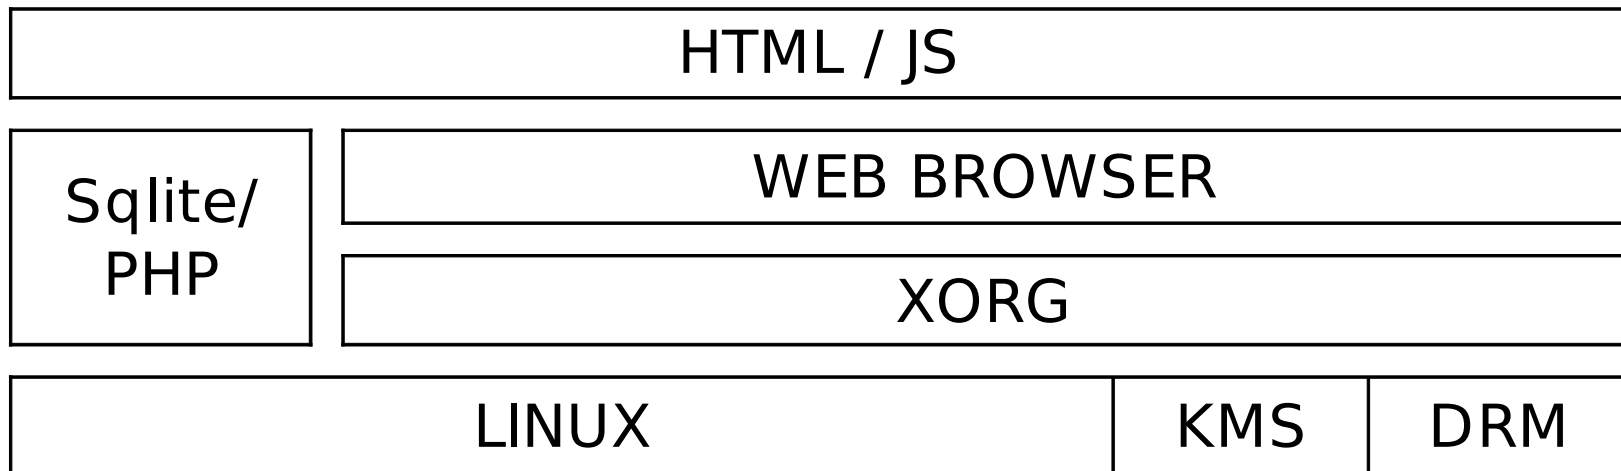 HTML / JS
Sqlite/
PHP
WEB BROWSER
XORG
LINUX
KMS
DRM